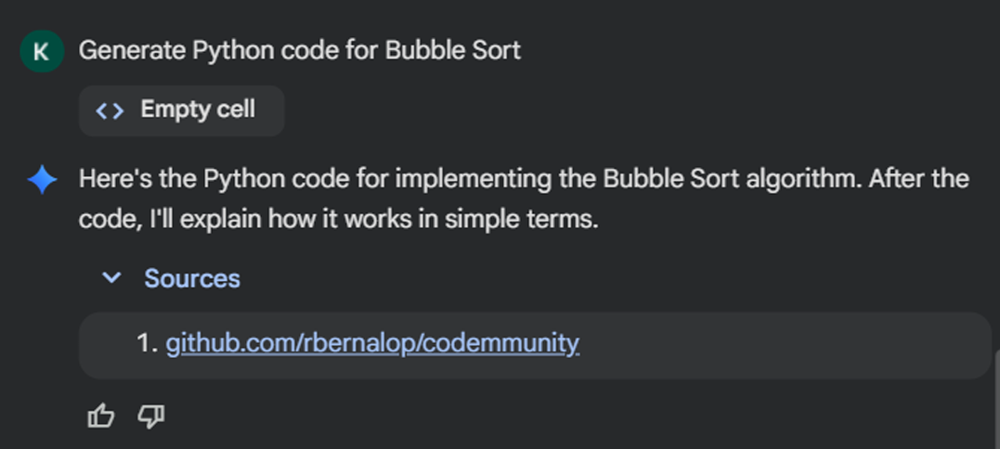 K Generate Python code for Bubble Sort
<> Empty cell
Here's the Python code for implementing the Bubble Sort algorithm. After the
code, I'll explain how it works in simple terms.
Sources
1. github.com/rbernalop/codemmunity